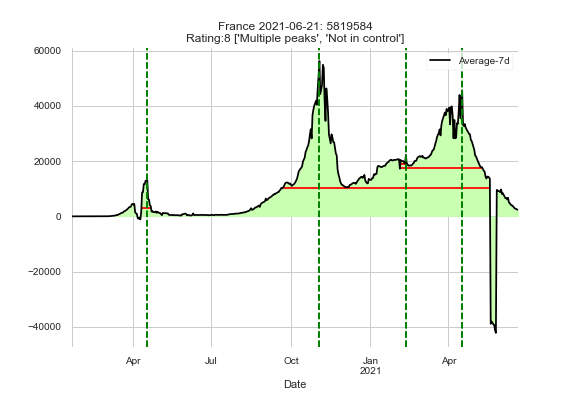 France 2021-06-21: 5819584
Rating:8 ['Multiple peaks', 'Not in control']
Average-7d
60000
40000
20000
0
−20000
−40000
Apr
Jul
Oct
Jan
2021
Apr
Date